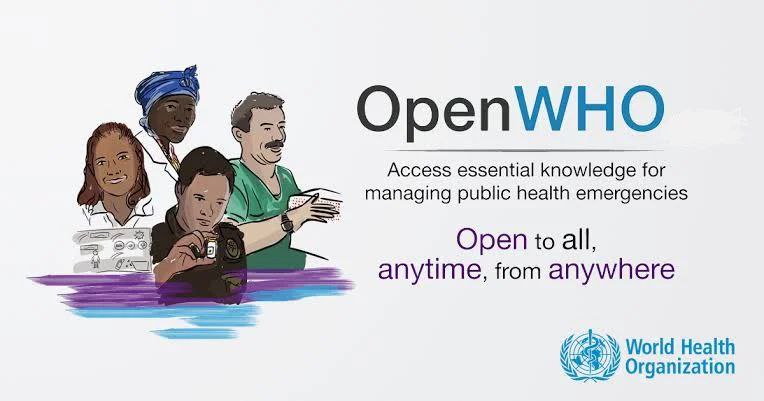 OpenWHO
Access essential knowledge for
managing public health emergencies
Open to all,
anytime, from anywhere
World Health
Organization